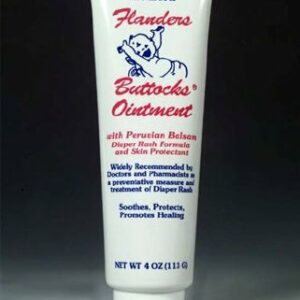 Flanders
Buttocks®
Ointment
with Peruvian Balsam
Diaper Rash Formula
and Skin Protectant
Widely Recommended by
Doctors and Pharmacists as
a preventative measure and
treatment of Diaper Rash
Soothes, Protects,
Promotes Healing
NET WT 4 OZ (113 G)